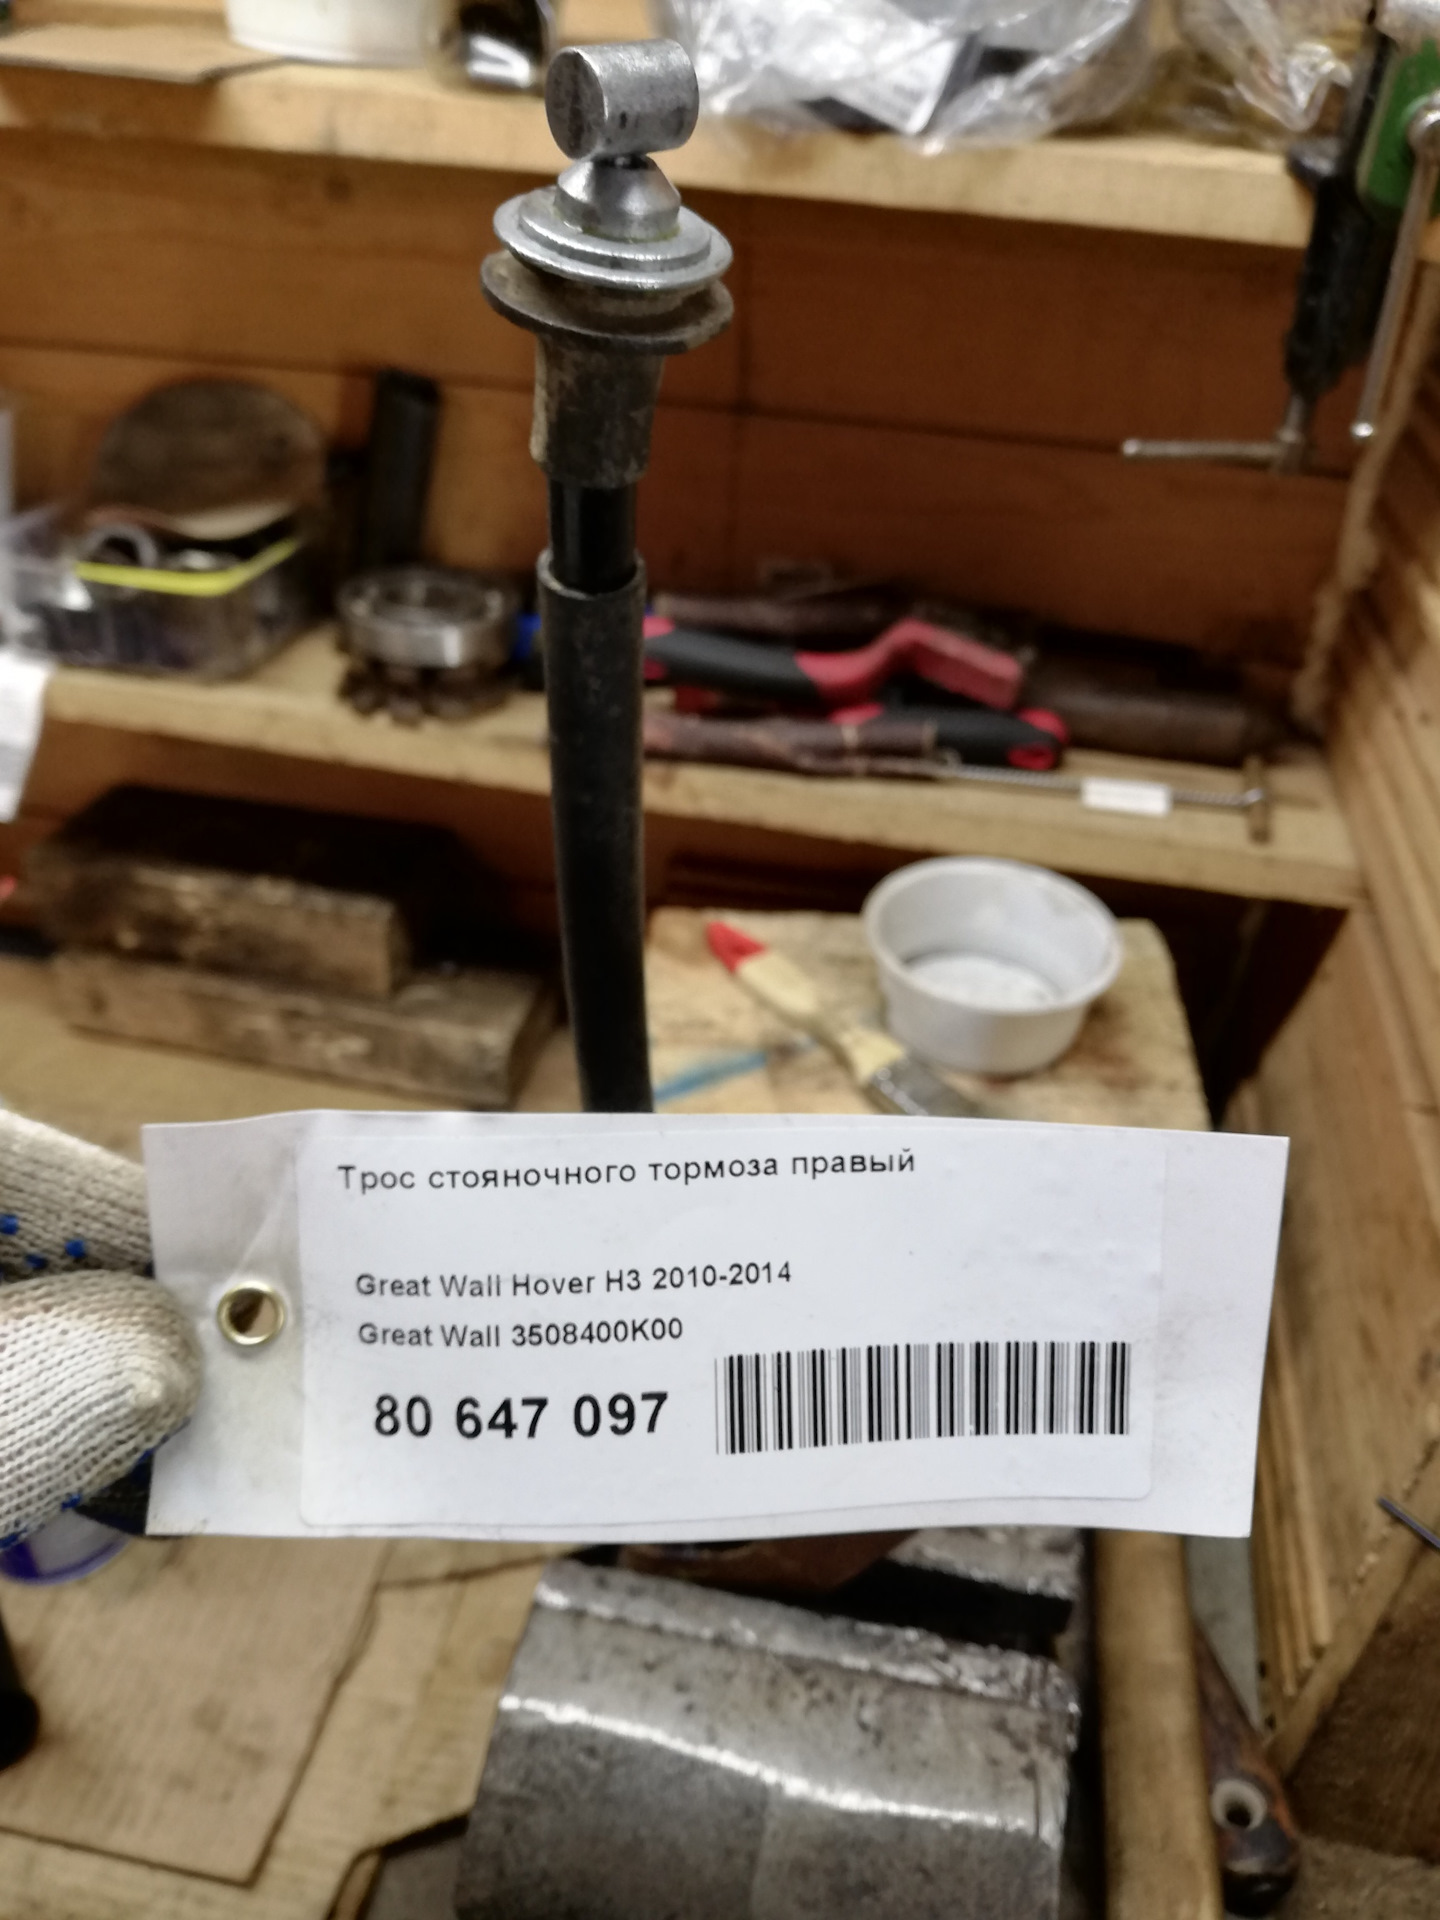 Трос стояночного тормоза правый
Great Wall Hover H3 2010-2014
Great Wall 3508400K00
80 647 097